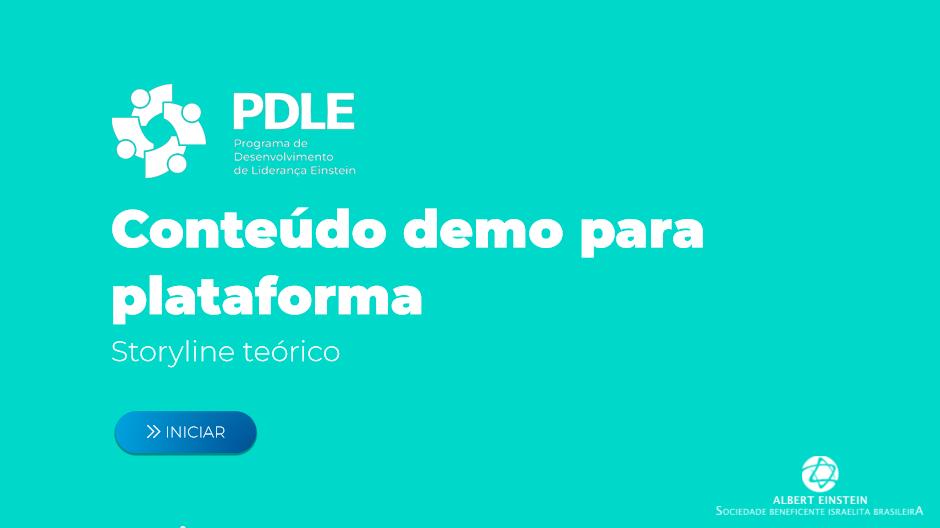 PDLE
Programa de
Desenvolvimento
de Liderança Einstein
Conteúdo demo para
plataforma
Storyline teórico
INICIAR
ALBERT EINSTEIN
SOCIEDADE BENEFICENTE ISRAELITA BRASILEIRA